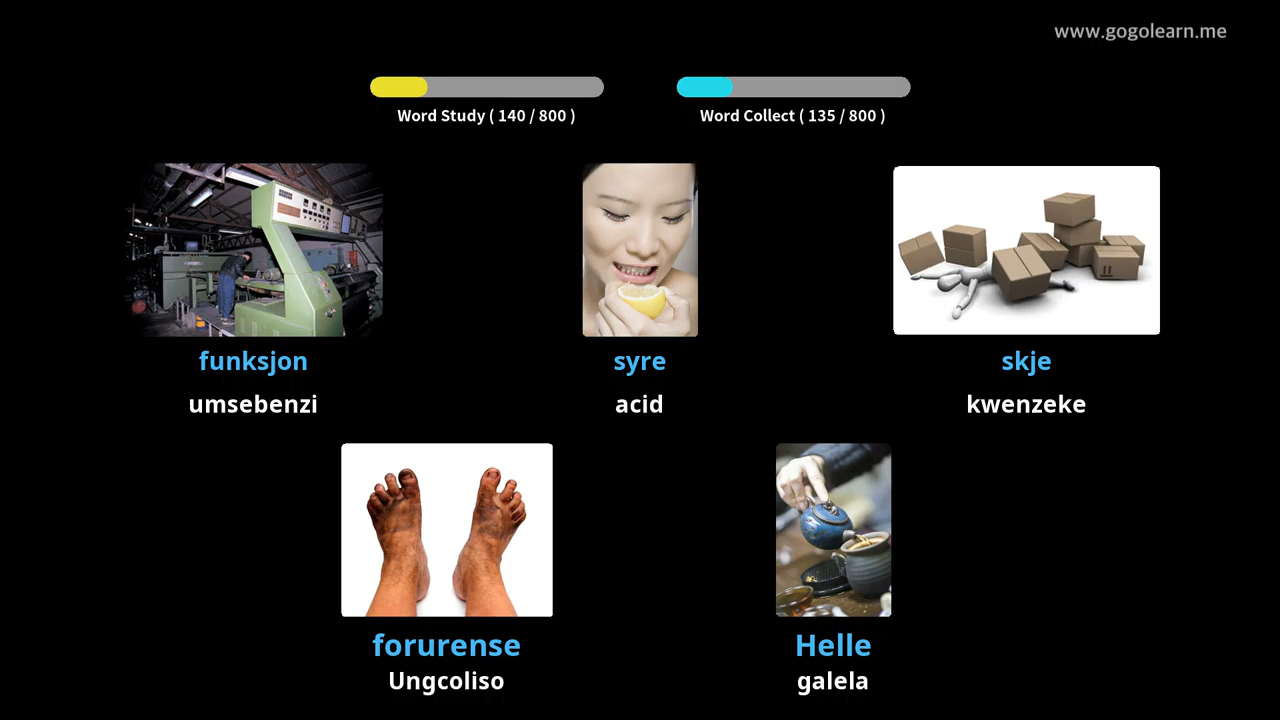 www.gogolearn.me
Word Study ( 140 / 800 )
Word Collect ( 135 / 800 )
funksjon
umsebenzi
syre
acid
skje
kwenzeke
forurense
Ungcoliso
Helle
galela